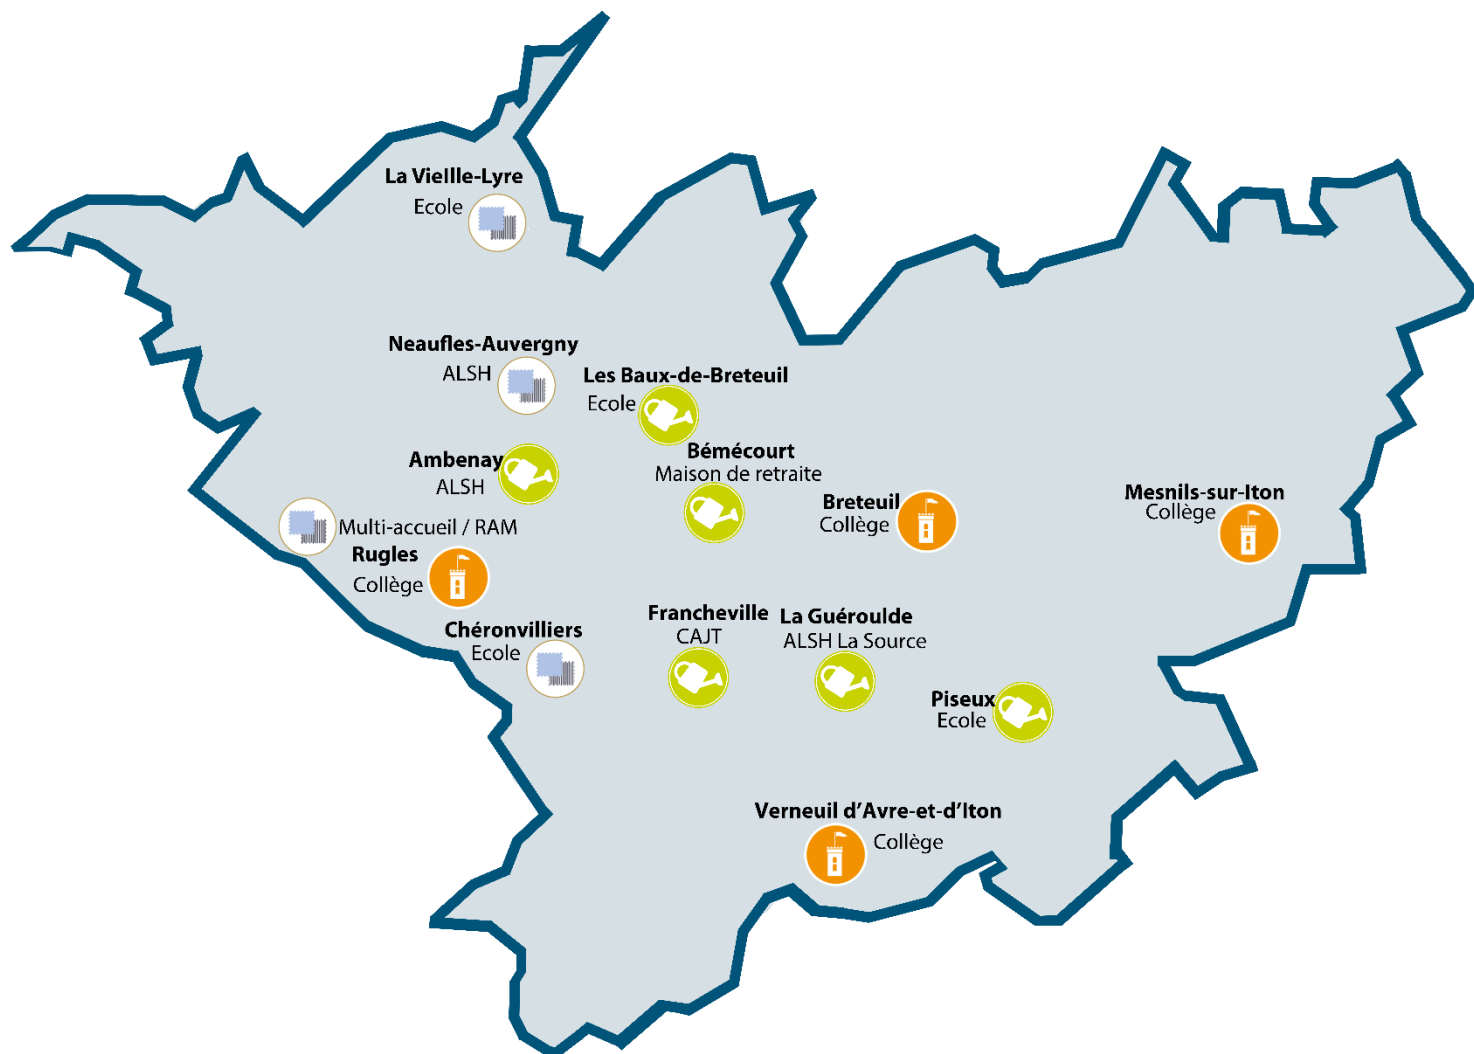 La VieIlle-Lyre
Ecole
Neaufles-Auvergny
ALSH
Les Baux-de-Breteuil
Ecole
Ambenay
ALSH
Bémécourt
Maison de retraite
Breteuil
Collège
Mesnils-sur-Iton
Collège
Multi-accueil / RAM
Rugles
Collège
Chéronvilliers
Ecole
Francheville
CAJT
La Guéroulde
ALSH La Source
Piseux
Ecole
Verneuil d’Avre-et-d’Iton
Collège